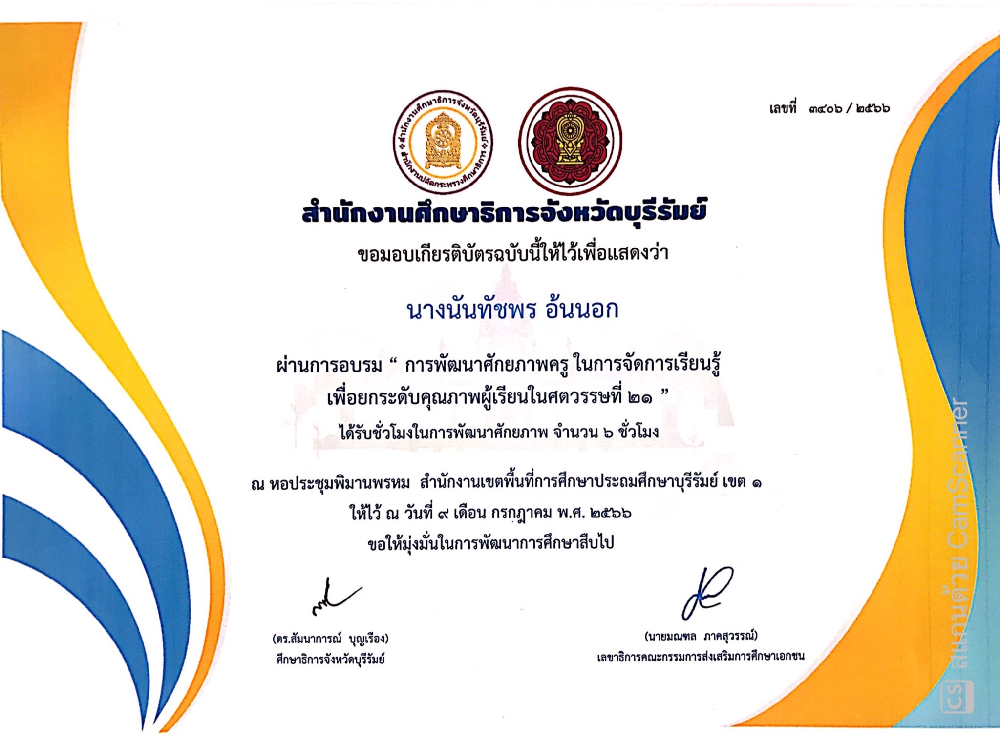 เลขที่ ๓๔๐๖ / ๒๕๖๖
สำนักงานศึกษาธิการจังหวัดบุรีรัมย์
สำนักงานปลัดกระทรวงศึกษาธิการ
สำนักงานศึกษาธิการจังหวัดบุรีรัมย์
ขอมอบเกียรติบัตรฉบับนี้ให้ไว้เพื่อแสดงว่า
นางนันทัชพร อ้นนอก
ผ่านการอบรม “ การพัฒนาศักยภาพครู ในการจัดการเรียนรู้
เพื่อยกระดับคุณภาพผู้เรียนในศตวรรษที่ ๒๑ ”
ได้รับชั่วโมงในการพัฒนาศักยภาพ จำนวน ๖ ชั่วโมง
ณ หอประชุมพิมานพรหม สำนักงานเขตพื้นที่การศึกษาประถมศึกษาบุรีรัมย์ เขต ๑
ให้ไว้ ณ วันที่ ๙ เดือน กรกฎาคม พ.ศ. ๒๕๖๖
ขอให้มุ่งมั่นในการพัฒนาการศึกษาสืบไป
(ดร.สัมนาการณ์ บุญเรือง)
ศึกษาธิการจังหวัดบุรีรัมย์
(นายมณฑล ภาคสุวรรณ์)
เลขาธิการคณะกรรมการส่งเสริมการศึกษาเอกชน
CS สแกนด้วย CamScanner